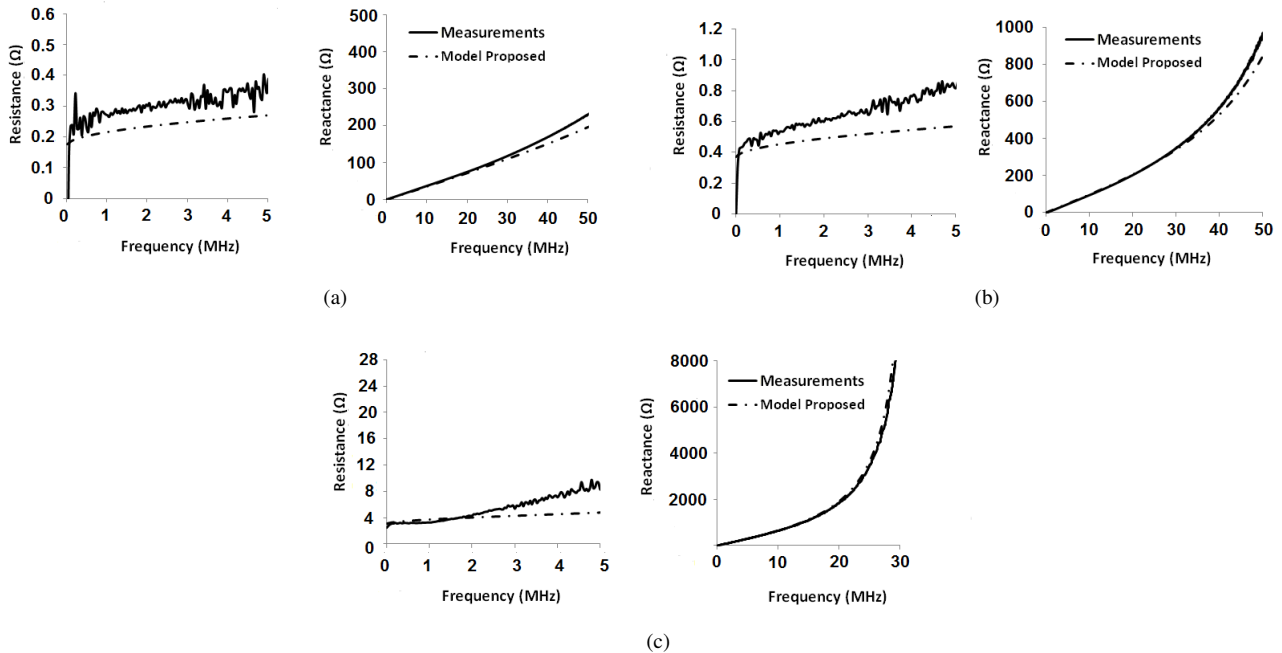 Resistance (Ω)
0.6
0.5
0.4
0.3
0.2
0.1
0
0 1 2 3 4 5
Frequency (MHz)
Reactance (Ω)
500
400
300
200
100
0
0 10 20 30 40 50
Frequency (MHz)
Measurements
Model Proposed
(a)
Resistance (Ω)
1.2
1.0
0.8
0.6
0.4
0.2
0
0 1 2 3 4 5
Frequency (MHz)
Reactance (Ω)
1000
800
600
400
200
0
0 10 20 30 40 50
Frequency (MHz)
Measurements
Model Proposed
(b)
Resistance (Ω)
28
24
20
16
12
8
4
0
0 1 2 3 4 5
Frequency (MHz)
Reactance (Ω)
8000
6000
4000
2000
0 10 20 30
Frequency (MHz)
Measurements
Model Proposed
(c)